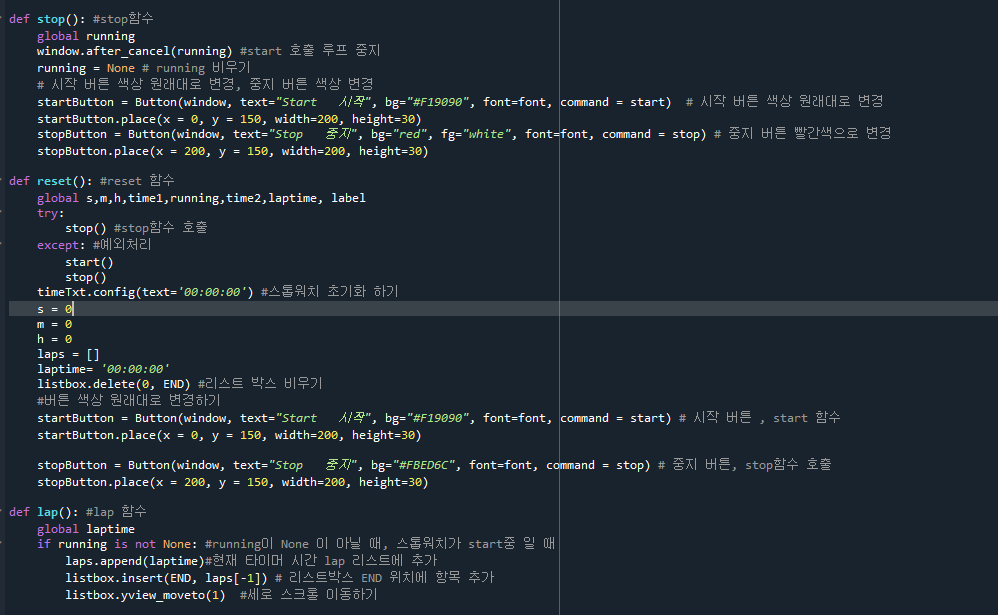 def stop(): #stop함수
    global running
    window.after_cancel(running) #start 호출 루프 중지
    running = None # running 비우기
    # 시작 버튼 색상 원래대로 변경, 중지 버튼 색상 변경
    startButton = Button(window, text="Start   시작", bg="#F19090", font=font, command = start)  # 시작 버튼 색상 원래대로 변경
    startButton.place(x = 0, y = 150, width=200, height=30)
    stopButton = Button(window, text="Stop   중지", bg="red", fg="white", font=font, command = stop) # 중지 버튼 빨간색으로 변경
    stopButton.place(x = 200, y = 150, width=200, height=30)
def reset(): #reset 함수
    global s,m,h,time1,running,time2,laptime, label
    try:
        stop() #stop함수 호출
    except: #예외처리
        start()
        stop()
    timeTxt.config(text='00:00:00') #스톱워치 초기화 하기
    s = 0
    m = 0
    h = 0
    laps = []
    laptime= '00:00:00'
    listbox.delete(0, END) #리스트 박스 비우기
    #버튼 색상 원래대로 변경하기
    startButton = Button(window, text="Start   시작", bg="#F19090", font=font, command = start) # 시작 버튼 , start 함수
    startButton.place(x = 0, y = 150, width=200, height=30)
    stopButton = Button(window, text="Stop   중지", bg="#FBED6C", font=font, command = stop) # 중지 버튼, stop함수 호출
    stopButton.place(x = 200, y = 150, width=200, height=30)
def lap(): #lap 함수
    global laptime
    if running is not None: #running이 None 이 아닐 때, 스톱워치가 start중 일 때
        laps.append(laptime)#현재 타이머 시간 lap 리스트에 추가
        listbox.insert(END, laps[-1]) # 리스트박스 END 위치에 항목 추가
        listbox.yview_moveto(1)  #세로 스크롤 이동하기